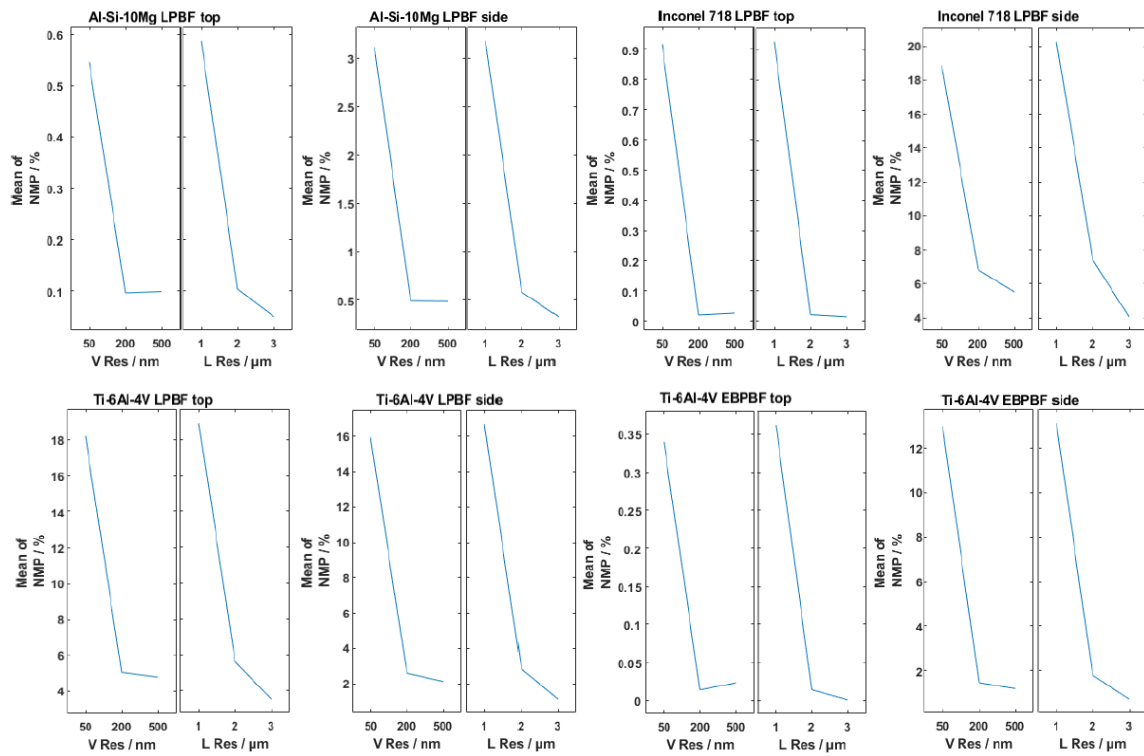 Al-Si-10Mg LPBF top
0.6
0.5
0.4
0.3
0.2
0.1
Mean of
NMP / %
50 200 500
V Res / nm
1 2 3
L Res / µm
Al-Si-10Mg LPBF side
3
2.5
2
1.5
1
0.5
Mean of
NMP / %
50 200 500
V Res / nm
1 2 3
L Res / µm
Inconel 718 LPBF top
0.9
0.8
0.7
0.6
0.5
0.4
0.3
0.2
0.1
0
Mean of
NMP / %
50 200 500
V Res / nm
1 2 3
L Res / µm
Inconel 718 LPBF side
20
18
16
14
12
10
8
6
4
Mean of
NMP / %
50 200 500
V Res / nm
1 2 3
L Res / µm
Ti-6Al-4V LPBF top
18
16
14
12
10
8
6
4
Mean of
NMP / %
50 200 500
V Res / nm
1 2 3
L Res / µm
Ti-6Al-4V LPBF side
16
14
12
10
8
6
4
2
Mean of
NMP / %
50 200 500
V Res / nm
1 2 3
L Res / µm
Ti-6Al-4V EBPBF top
0.35
0.3
0.25
0.2
0.15
0.1
0.05
0
Mean of
NMP / %
50 200 500
V Res / nm
1 2 3
L Res / µm
Ti-6Al-4V EBPBF side
12
10
8
6
4
2
Mean of
NMP / %
50 200 500
V Res / nm
1 2 3
L Res / µm